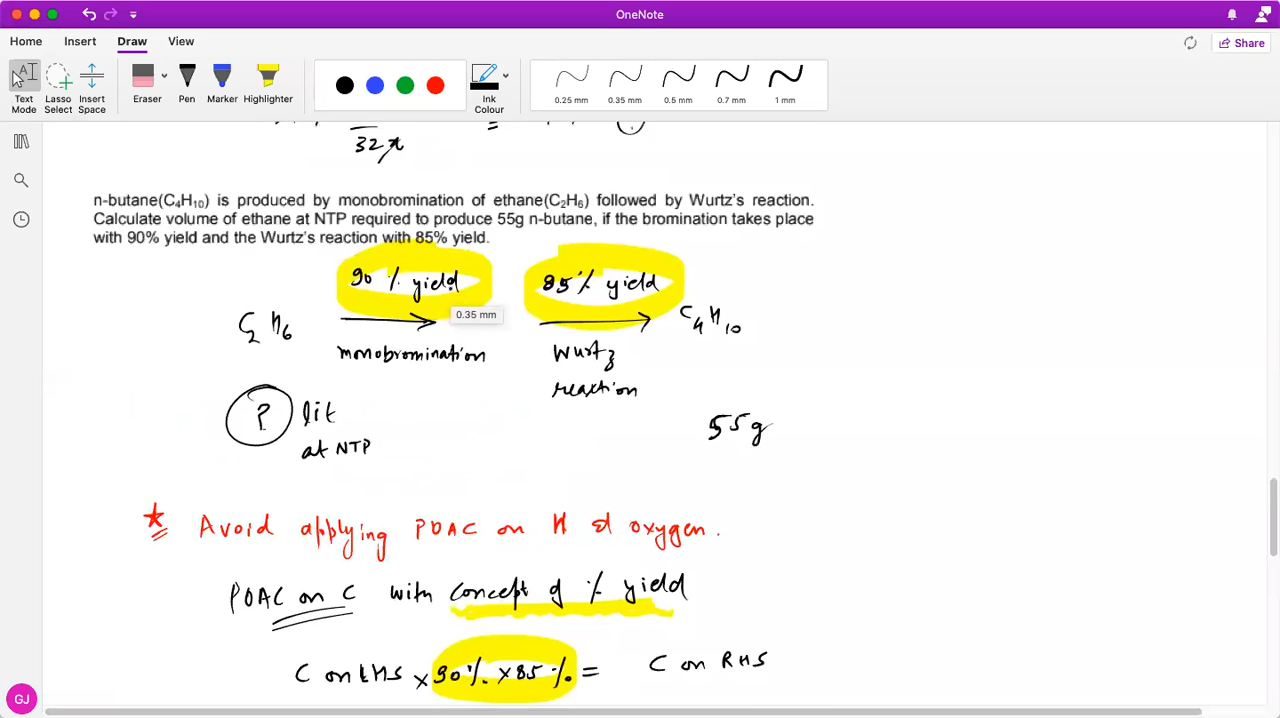 OneNote
Home Insert Draw View
Share
Text Mode
Lasso Select
Insert Space
Eraser
Pen
Marker
Highlighter
Ink Colour
0.25 mm
0.35 mm
0.5 mm
0.7 mm
1 mm
32x
n-butane(C₄H₁₀) is produced by monobromination of ethane(C₂H₆) followed by Wurtz's reaction.
Calculate volume of ethane at NTP required to produce 55g n-butane, if the bromination takes place
with 90% yield and the Wurtz's reaction with 85% yield.
90 % yield 85 % yield
0.35 mm
C₂H₆ C₄H₁₀
monobromination Wurtz
reaction
? lit
at NTP
55g
* Avoid applying POAC on H & oxygen.
POAC on C with concept of % yield
C on LHS × 90% × 85% = C on RHS
GJ